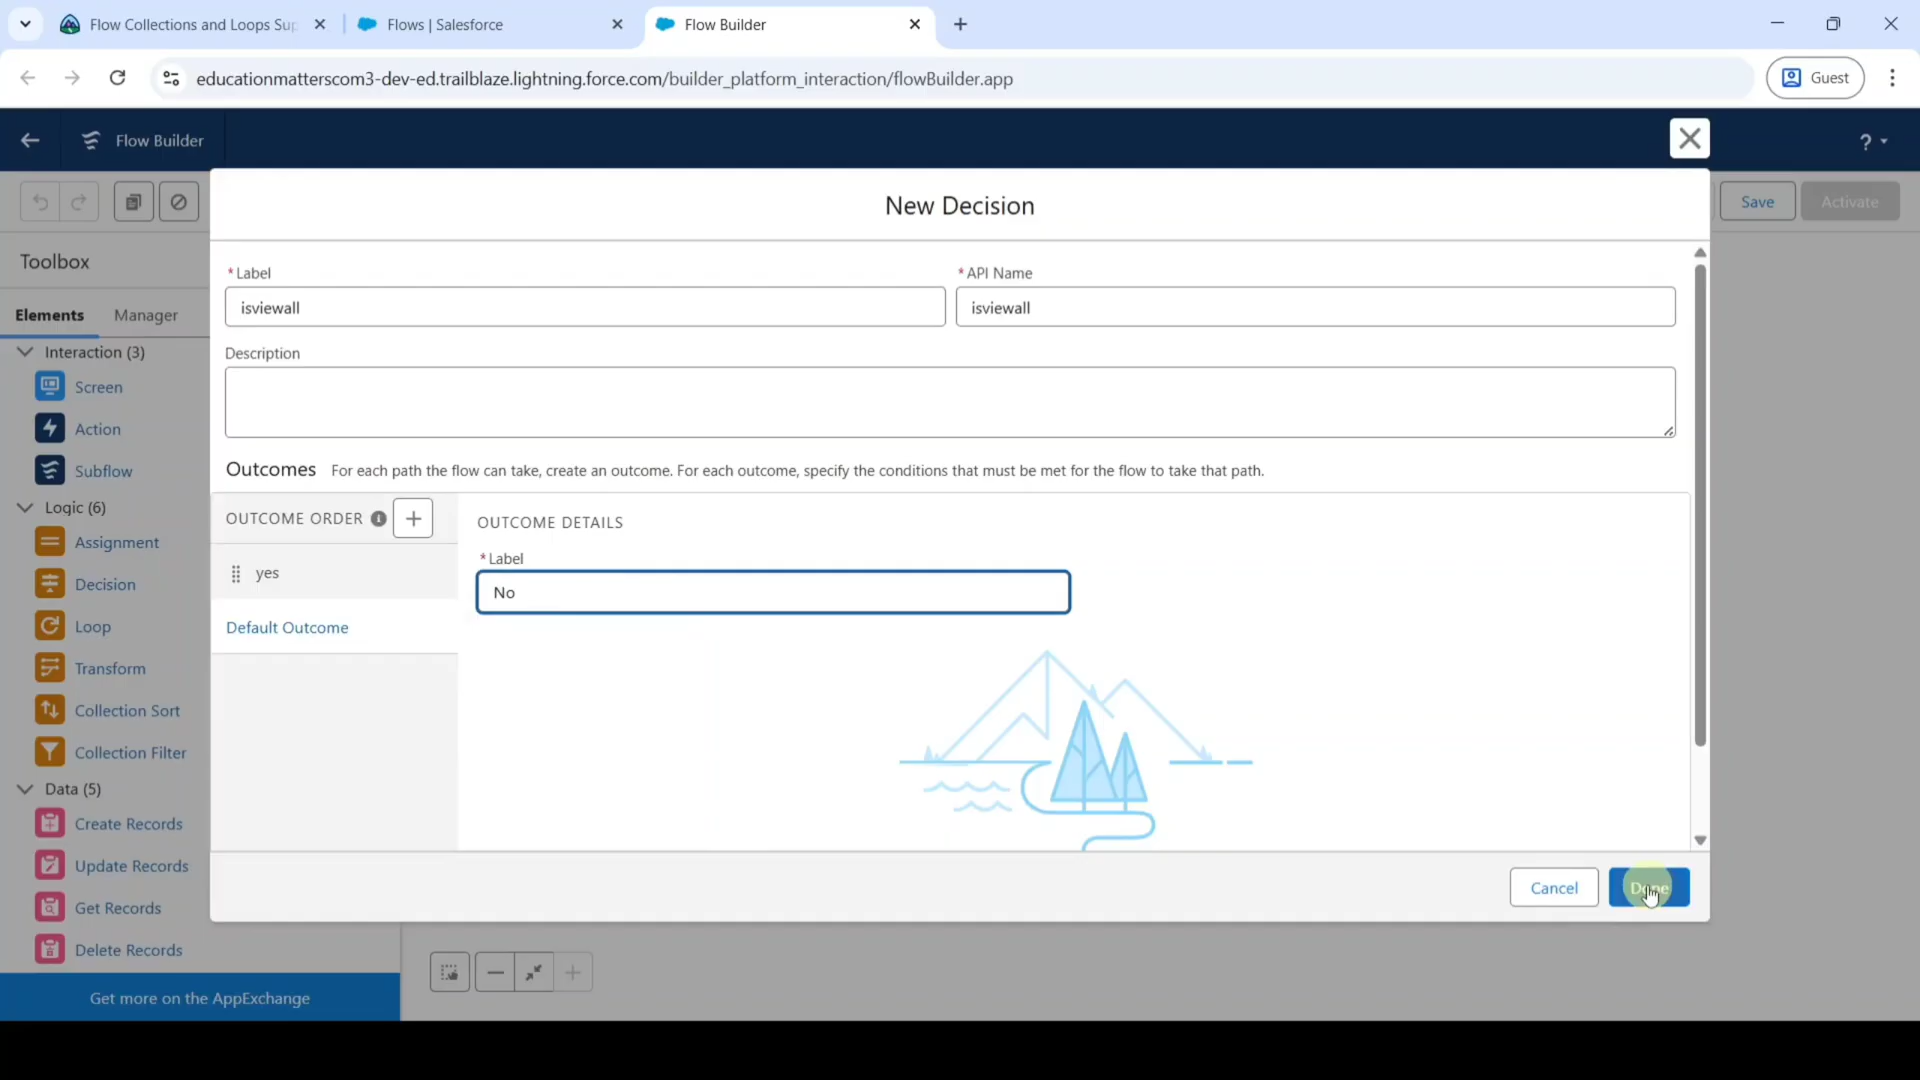 Flow Collections and Loops Sup
Flows | Salesforce
Flow Builder
educationmatterscom3-dev-ed.trailblaze.lightning.force.com/builder_platform_interaction/flowBuilder.app
Guest
Flow Builder
?
Save
Activate
Toolbox
Elements
Manager
Interaction (3)
Screen
Action
Subflow
Logic (6)
Assignment
Decision
Loop
Transform
Collection Sort
Collection Filter
Data (5)
Create Records
Update Records
Get Records
Delete Records
Get more on the AppExchange
New Decision
* Label
isviewall
* API Name
isviewall
Description
Outcomes For each path the flow can take, create an outcome. For each outcome, specify the conditions that must be met for the flow to take that path.
OUTCOME ORDER
yes
Default Outcome
OUTCOME DETAILS
* Label
No
Cancel
Done